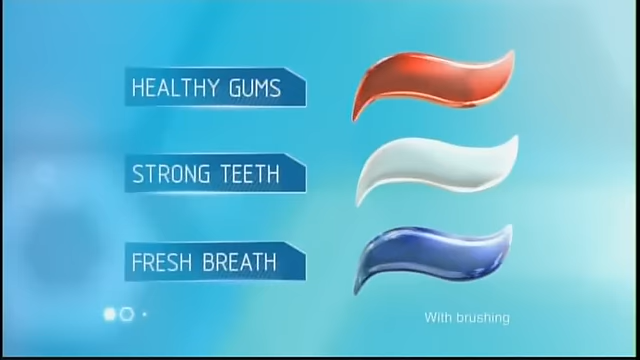 HEALTHY GUMS
STRONG TEETH
FRESH BREATH
With brushing